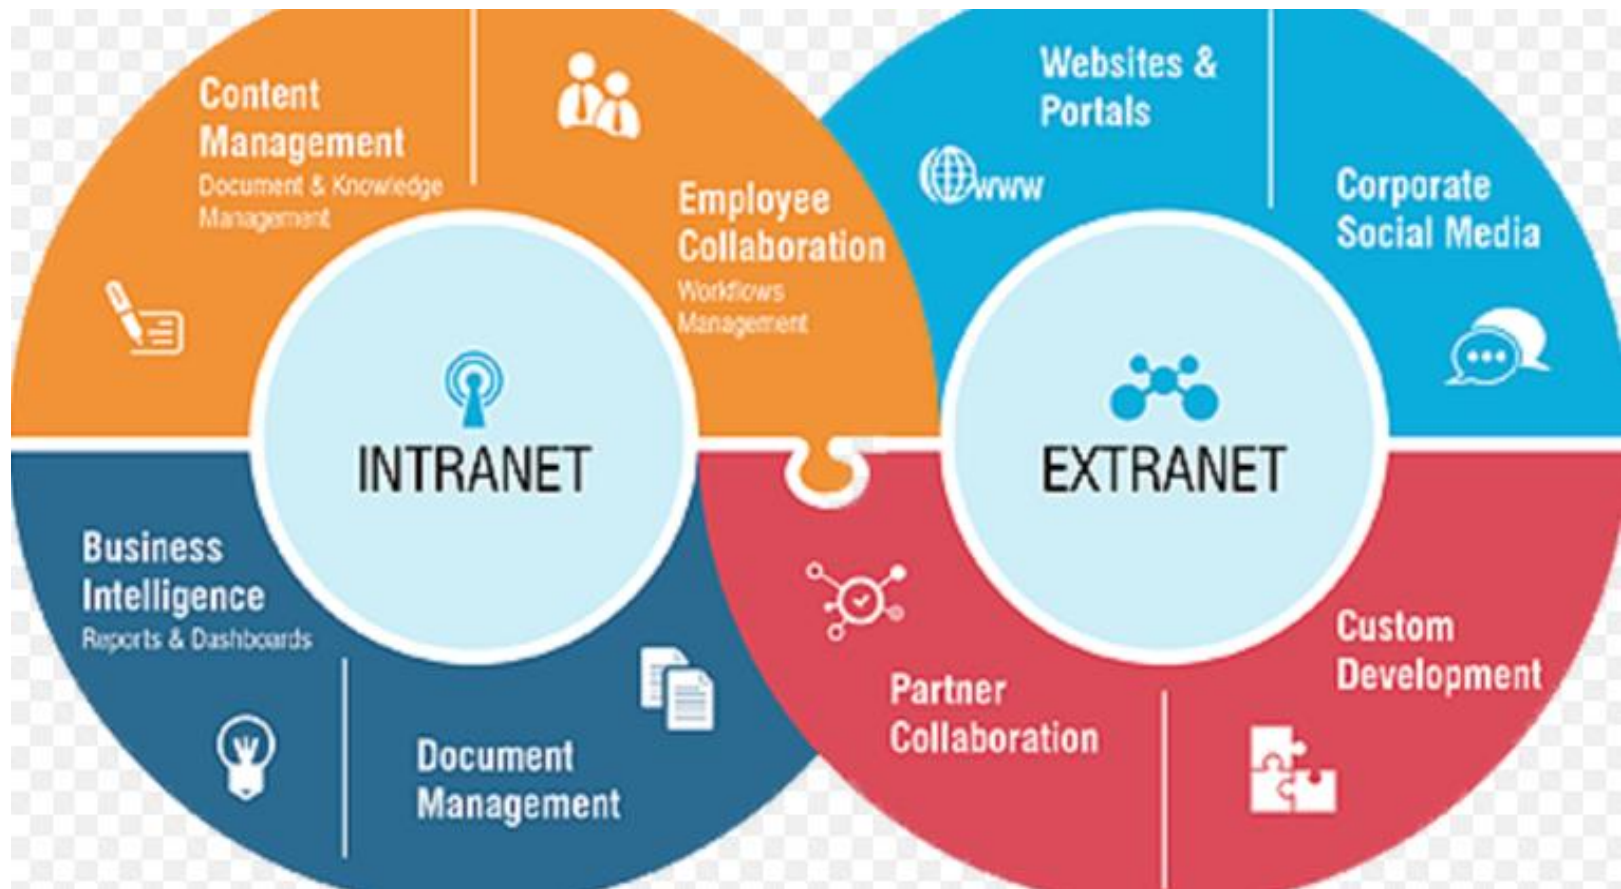 Content
Management
Document & Knowledge
Management
Employee
Collaboration
Workflows
Management
INTRANET
Business
Intelligence
Reports & Dashboards
Document
Management
Websites &
Portals
www
Corporate
Social Media
EXTRANET
Partner
Collaboration
Custom
Development